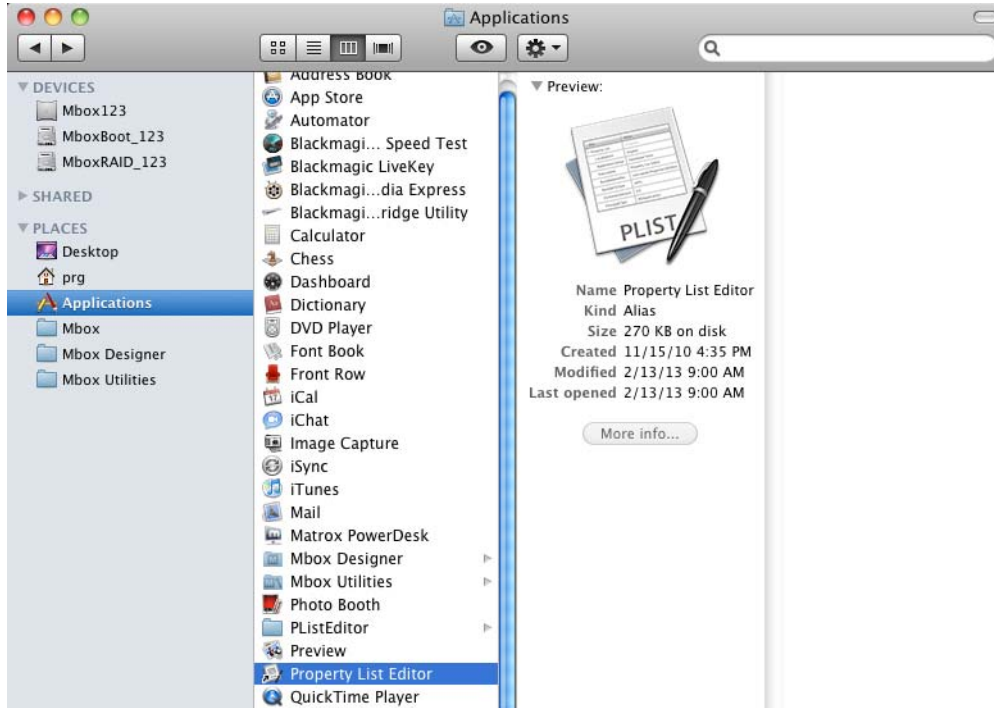 Applications
DEVICES
Mbox123
MboxBoot_123
MboxRAID_123
SHARED
PLACES
Desktop
prg
Applications
Mbox
Mbox Designer
Mbox Utilities
Address Book
App Store
Automator
Blackmagi... Speed Test
Blackmagic LiveKey
Blackmagi...dia Express
Blackmagi...ridge Utility
Calculator
Chess
Dashboard
Dictionary
DVD Player
Font Book
Front Row
iCal
iChat
Image Capture
iSync
iTunes
Mail
Matrox PowerDesk
Mbox Designer
Mbox Utilities
Photo Booth
PListEditor
Preview
Property List Editor
QuickTime Player
Preview:
PLIST
Name Property List Editor
Kind Alias
Size 270 KB on disk
Created 11/15/10 4:35 PM
Modified 2/13/13 9:00 AM
Last opened 2/13/13 9:00 AM
More info...